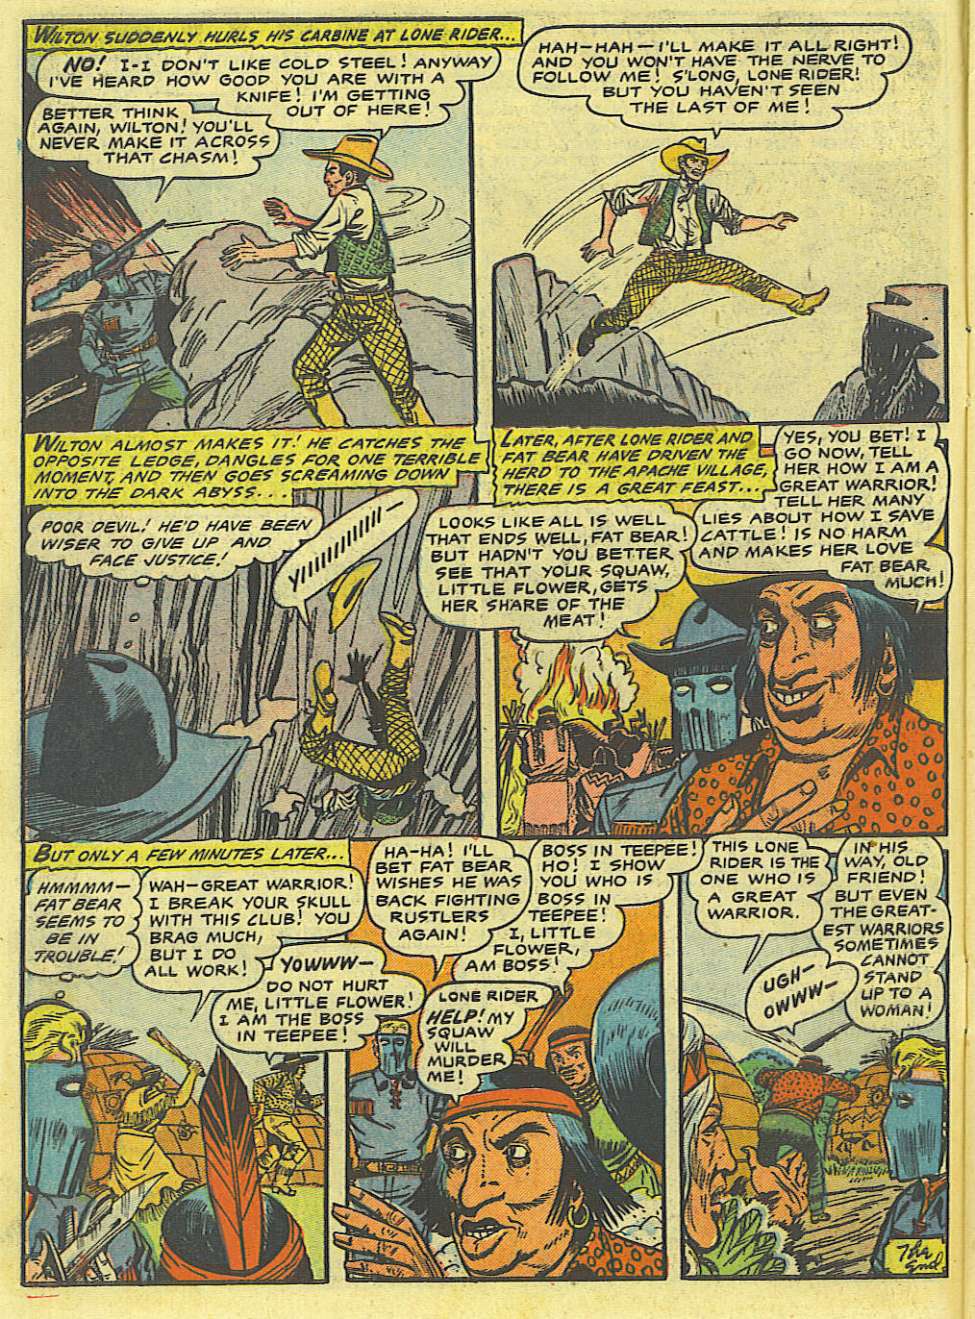 WILTON SUDDENLY HURLS HIS CARBINE AT LONE RIDER...
NO! I-I DON'T LIKE COLD STEEL! ANYWAY
I'VE HEARD HOW GOOD YOU ARE WITH A
KNIFE! I'M GETTING
OUT OF HERE!
BETTER THINK
AGAIN, WILTON! YOU'LL
NEVER MAKE IT ACROSS
THAT CHASM!
HAH-HAH-I'LL MAKE IT ALL RIGHT!
AND YOU WON'T HAVE THE NERVE TO
FOLLOW ME! S'LONG, LONE RIDER!
BUT YOU HAVEN'T SEEN
THE LAST OF ME!
WILTON ALMOST MAKES IT! HE CATCHES THE
OPPOSITE LEDGE, DANGLES FOR ONE TERRIBLE
MOMENT, AND THEN GOES SCREAMING DOWN
INTO THE DARK ABYSS...
POOR DEVIL! HE'D HAVE BEEN
WISER TO GIVE UP AND
FACE JUSTICE!
YIIIIIIIIIII-
LATER, AFTER LONE RIDER AND
FAT BEAR HAVE DRIVEN THE
HERD TO THE APACHE VILLAGE,
THERE IS A GREAT FEAST...
LOOKS LIKE ALL IS WELL
THAT ENDS WELL, FAT BEAR!
BUT HADN'T YOU BETTER
SEE THAT YOUR SQUAW,
LITTLE FLOWER, GETS
HER SHARE OF THE
MEAT!
YES, YOU BET! I
GO NOW, TELL
HER HOW I AM A
GREAT WARRIOR!
TELL HER MANY
LIES ABOUT HOW I SAVE
CATTLE! IS NO HARM
AND MAKES HER LOVE
FAT BEAR
MUCH!
BUT ONLY A FEW MINUTES LATER...
HMMMM-
FAT BEAR
SEEMS TO
BE IN
TROUBLE!
WAH-GREAT WARRIOR!
I BREAK YOUR SKULL
WITH THIS CLUB! YOU
BRAG MUCH,
BUT I DO
ALL WORK!
YOWWW-
DO NOT HURT
ME, LITTLE FLOWER!
I AM THE BOSS
IN TEEPEE!
HA-HA! I'LL
BET FAT BEAR
WISHES HE WAS
BACK FIGHTING
RUSTLERS
AGAIN!
BOSS IN TEEPEE!
HO! I SHOW
YOU WHO IS
BOSS IN
TEEPEE!
I, LITTLE
FLOWER,
AM BOSS!
LONE RIDER
HELP! MY
SQUAW
WILL
MURDER
ME!
THIS LONE
RIDER IS THE
ONE WHO IS
A GREAT
WARRIOR.
UGH-
OWWW-
IN HIS
WAY, OLD
FRIEND!
BUT EVEN
THE GREAT-
EST WARRIORS
SOMETIMES
CANNOT
STAND
UP TO A
WOMAN!
The
End